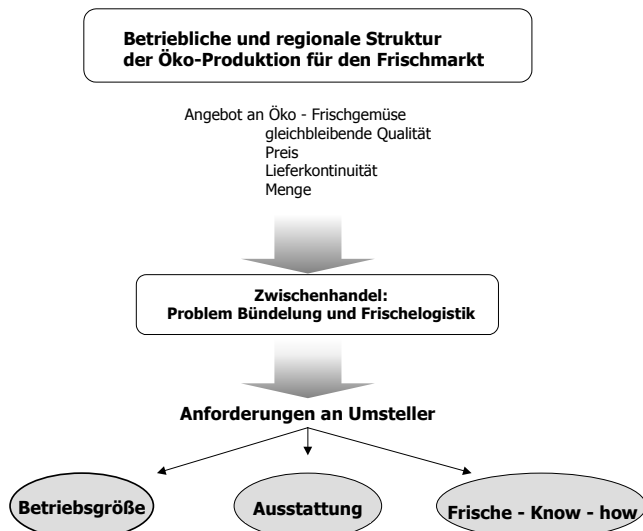 Betriebliche und regionale Struktur
der Öko-Produktion für den Frischmarkt
Angebot an Öko - Frischgemüse
gleichbleibende Qualität
Preis
Lieferkontinuität
Menge
Zwischenhandel:
Problem Bündelung und Frischelogistik
Anforderungen an Umsteller
Betriebsgröße
Ausstattung
Frische - Know - how